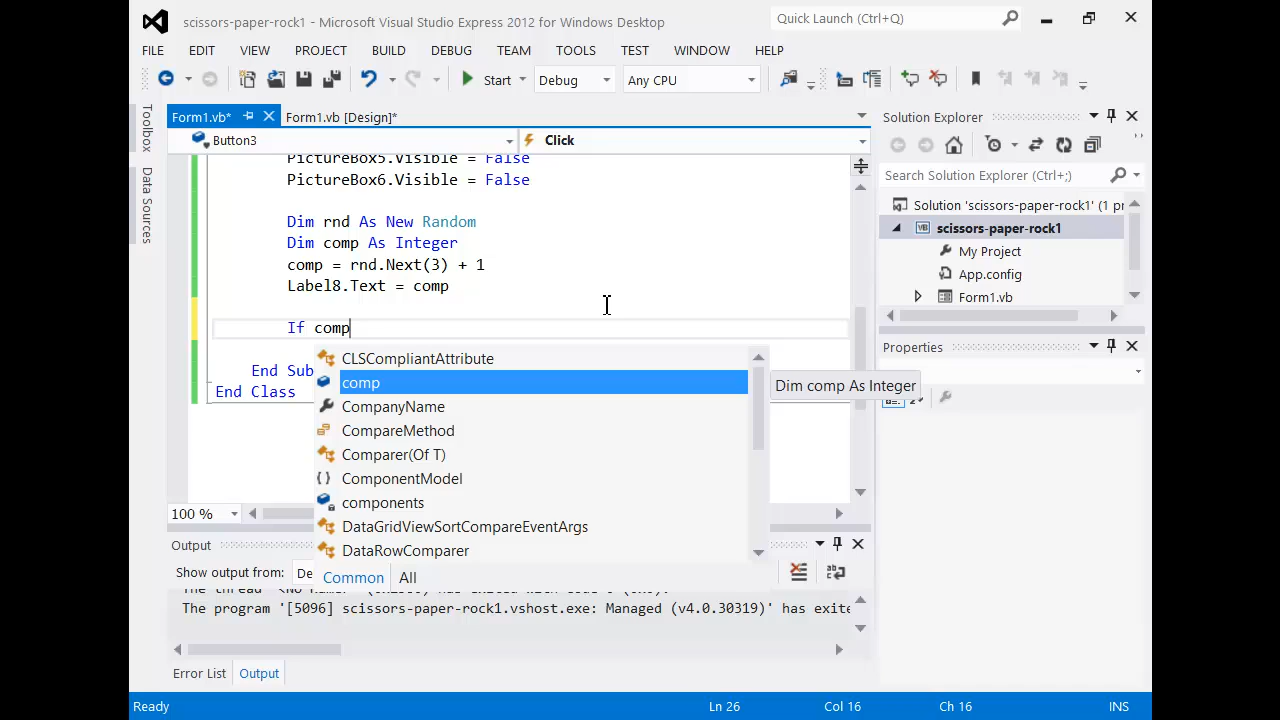 scissors-paper-rock1 - Microsoft Visual Studio Express 2012 for Windows Desktop
Quick Launch (Ctrl+Q)
FILE EDIT VIEW PROJECT BUILD DEBUG TEAM TOOLS TEST WINDOW HELP
Start Debug Any CPU
Toolbox
Data Sources
Form1.vb* Form1.vb [Design]*
Button3 Click
PictureBox5.Visible = False
PictureBox6.Visible = False
Dim rnd As New Random
Dim comp As Integer
comp = rnd.Next(3) + 1
Label8.Text = comp
If comp
End Sub
End Class
CLSCompliantAttribute
comp
CompanyName
CompareMethod
Comparer(Of T)
ComponentModel
components
DataGridViewSortCompareEventArgs
DataRowComparer
Common All
Dim comp As Integer
100 %
Output
Show output from: De
The program '[5096] scissors-paper-rock1.vshost.exe: Managed (v4.0.30319)' has exite
Error List Output
Solution Explorer
Search Solution Explorer (Ctrl+;)
Solution 'scissors-paper-rock1' (1 pr
VB scissors-paper-rock1
My Project
App.config
Form1.vb
Properties
Ready Ln 26 Col 16 Ch 16 INS